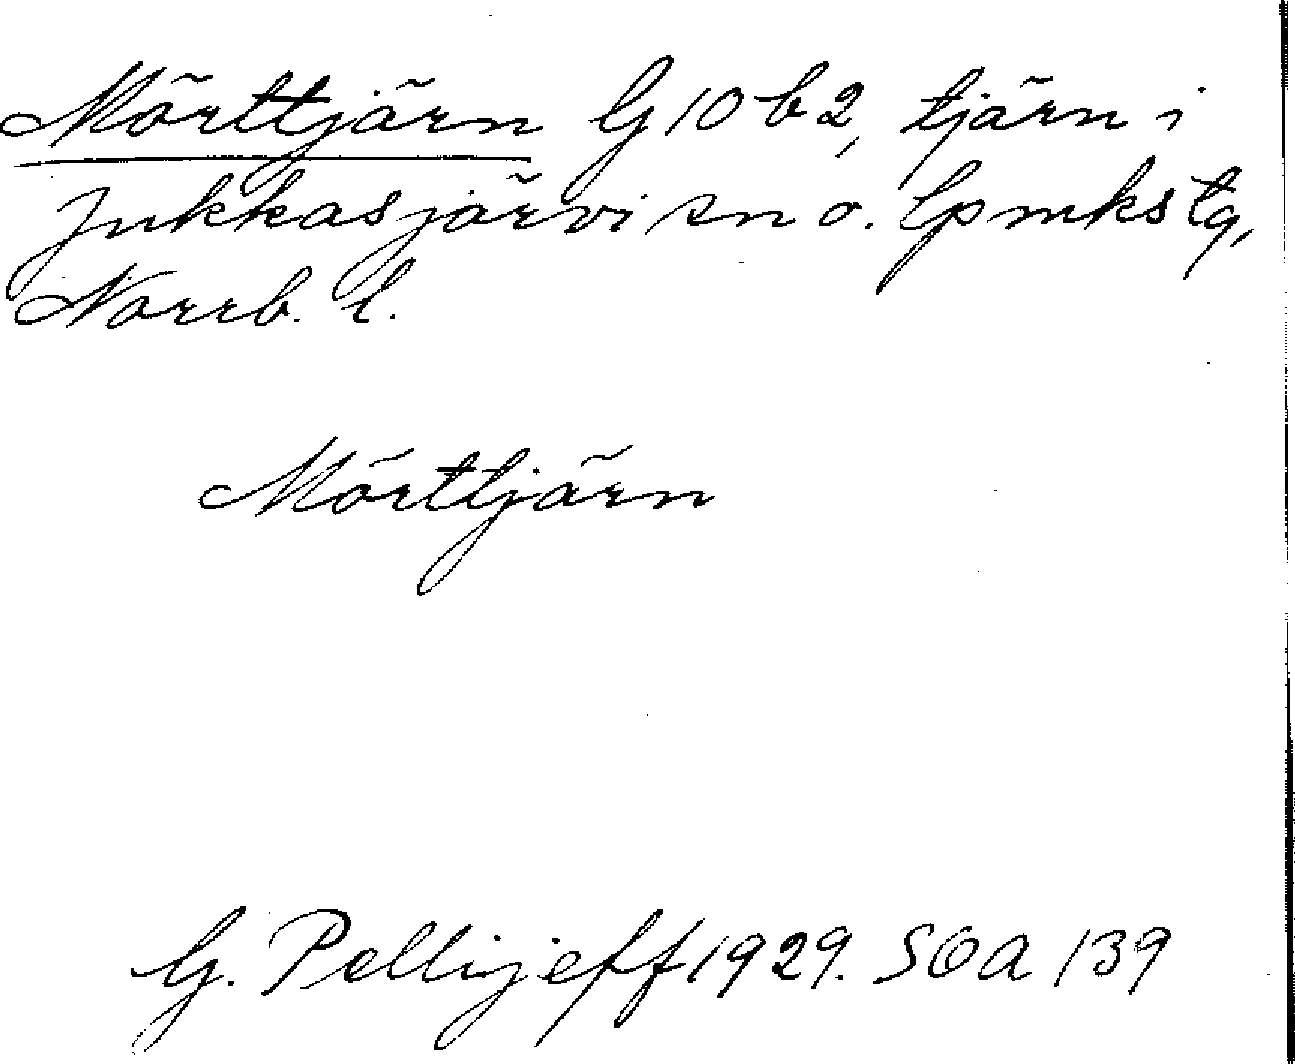 Mörttjärn G 10 b 2, tjärn i
Jukkasjärvi sn o. lpmkstg,
Norrb. l.
Mörttjärn
G. Pellijeff 1929. SOA 139